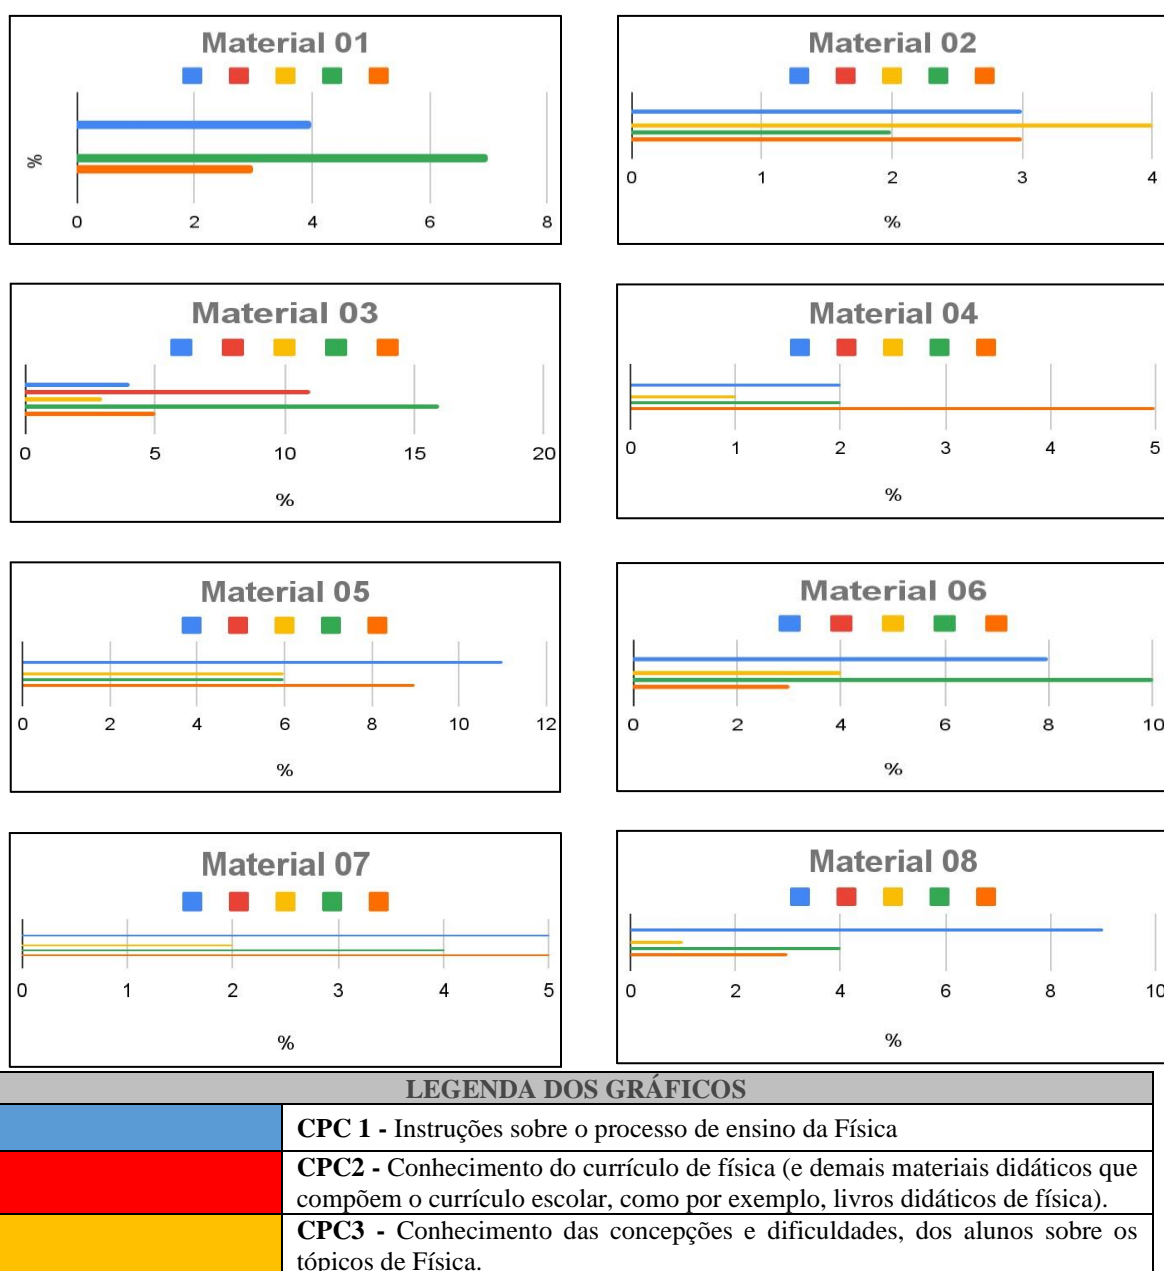 Material 01
%
0 2 4 6 8
Material 02
0 1 2 3 4
%
Material 03
0 5 10 15 20
%
Material 04
0 1 2 3 4 5
%
Material 05
0 2 4 6 8 10 12
%
Material 06
0 2 4 6 8 10
%
Material 07
0 1 2 3 4 5
%
Material 08
0 2 4 6 8 10
%
LEGENDA DOS GRÁFICOS
CPC 1 - Instruções sobre o processo de ensino da Física
CPC2 - Conhecimento do currículo de física (e demais materiais didáticos que
compõem o currículo escolar, como por exemplo, livros didáticos de física).
CPC3 - Conhecimento das concepções e dificuldades, dos alunos sobre os
tópicos de Física.